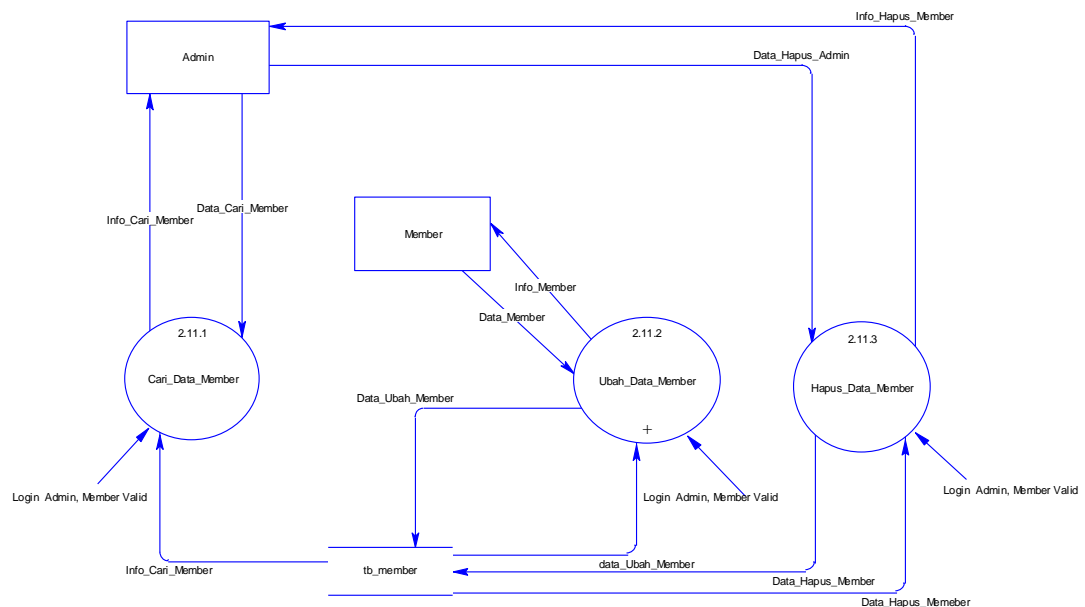 Info_Hapus_Member
Admin
Data_Hapus_Admin
Data_Cari_Member
Info_Cari_Member
Member
Info_Member
Data_Member
2.11.1
Cari_Data_Member
2.11.2
Ubah_Data_Member
+
2.11.3
Hapus_Data_Member
Data_Ubah_Member
Login Admin, Member Valid
Login Admin, Member Valid
Login Admin, Member Valid
Info_Cari_Member
tb_member
data_Ubah_Member
Data_Hapus_Member
Data_Hapus_Memeber